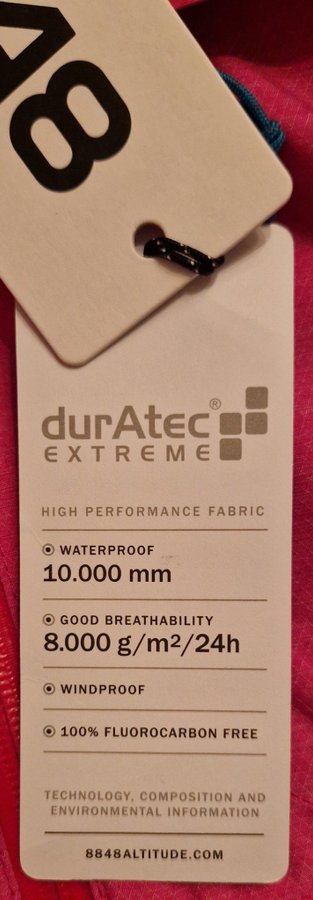 48
durAtec®
EXTREME
HIGH PERFORMANCE FABRIC
WATERPROOF
10.000 mm
GOOD BREATHABILITY
8.000 g/m²/24h
WINDPROOF
100% FLUOROCARBON FREE
TECHNOLOGY, COMPOSITION AND
ENVIRONMENTAL INFORMATION
8848ALTITUDE.COM